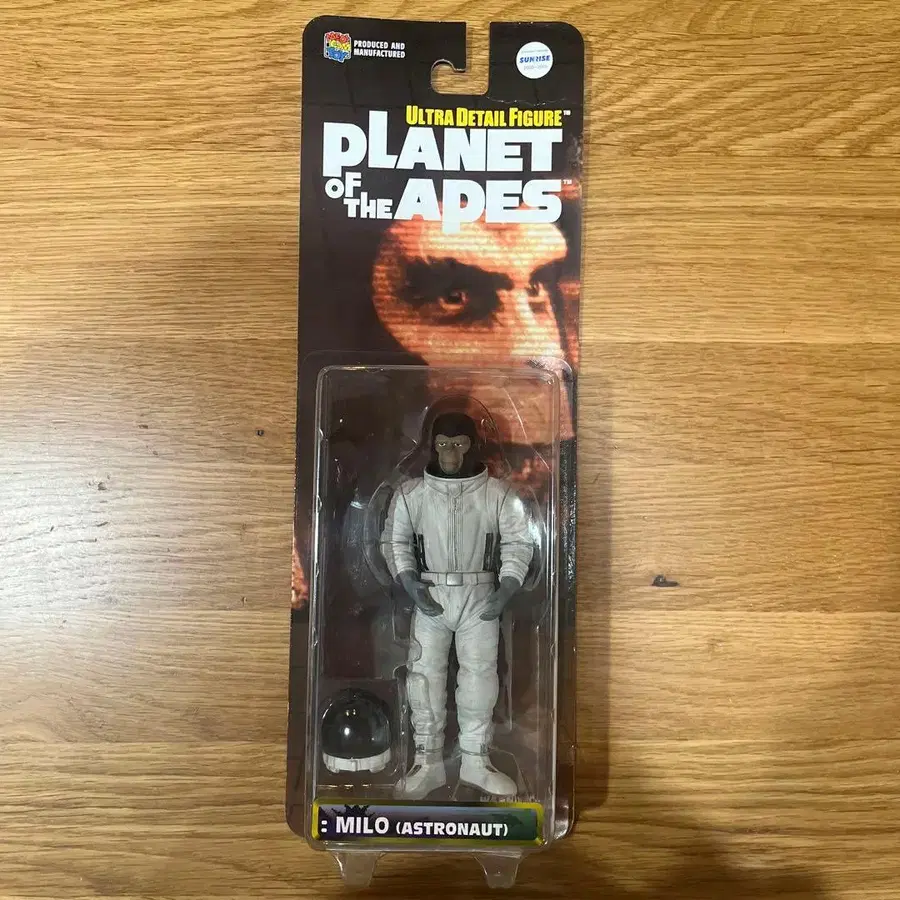 PRODUCED AND
MANUFACTURED
SUNRISE
ULTRA DETAIL FIGURE™
PLANET
OF
THE APES™
: MILO (ASTRONAUT)